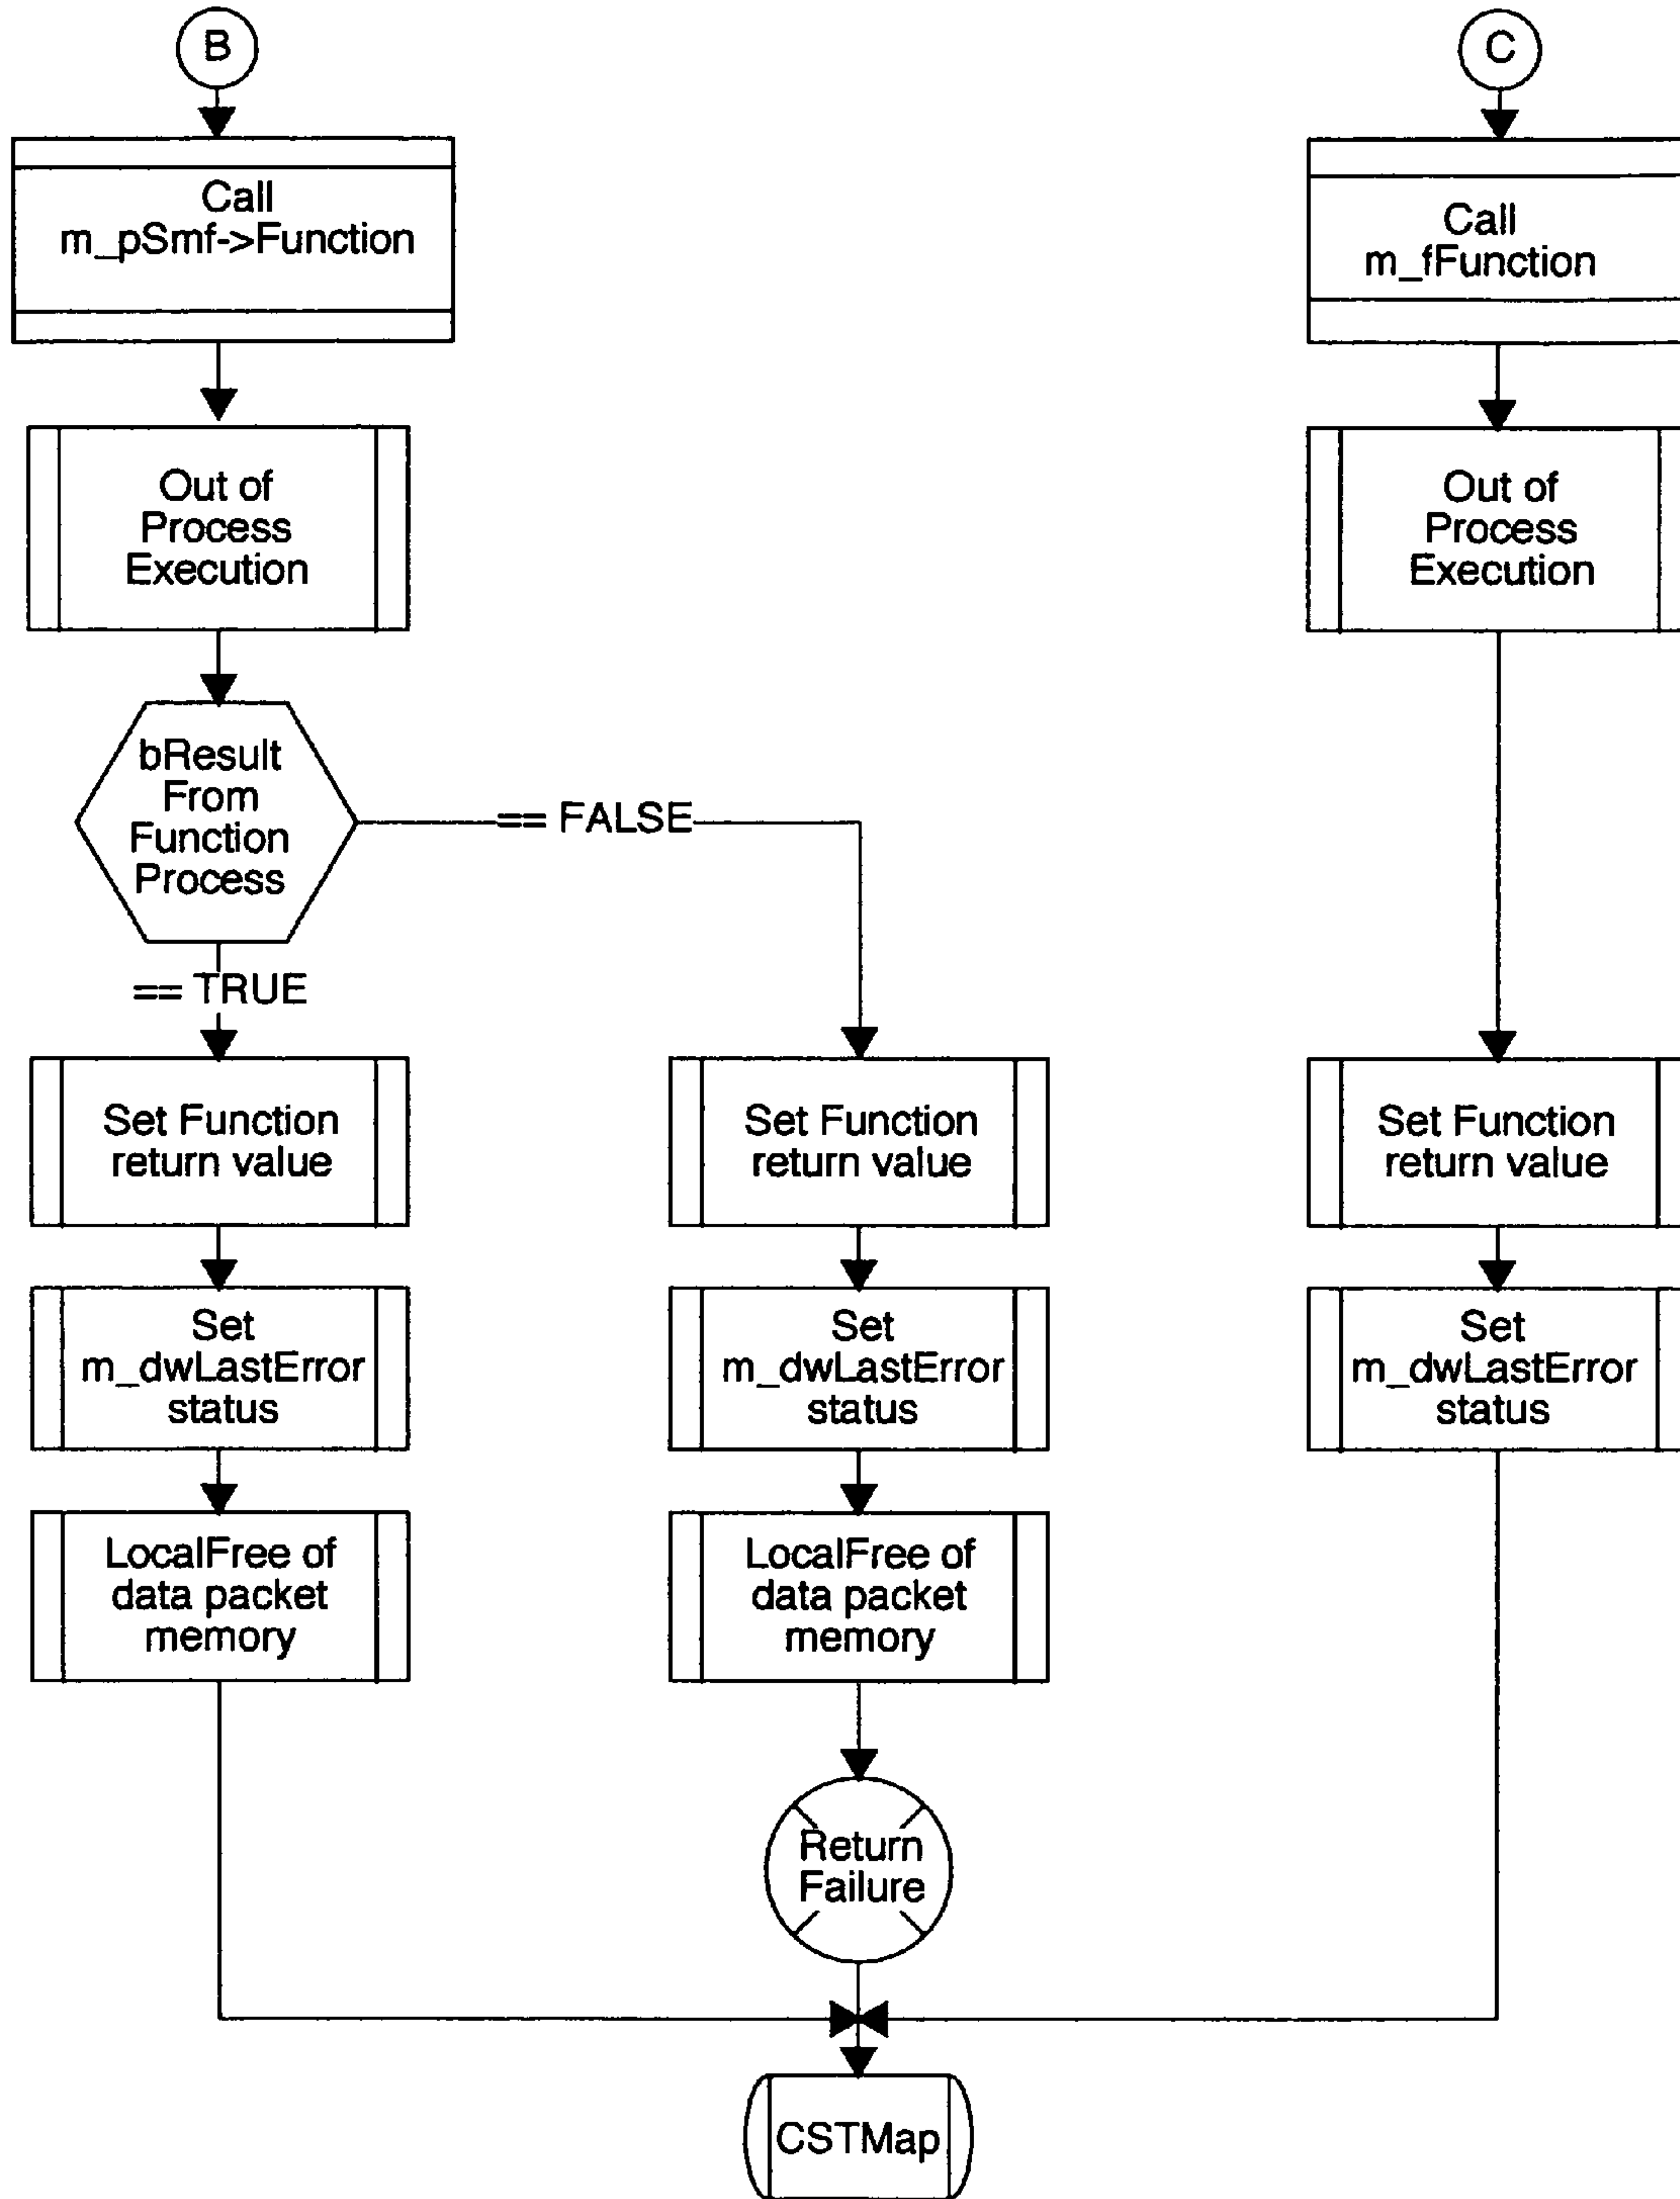 B
Call
m_pSmf->Function
Out of
Process
Execution
bResult
From
Function
Process
== FALSE
== TRUE
Set Function
return value
Set
m_dwLastError
status
LocalFree of
data packet
memory
Set Function
return value
Set
m_dwLastError
status
LocalFree of
data packet
memory
Return
Failure
C
Call
m_fFunction
Out of
Process
Execution
Set Function
return value
Set
m_dwLastError
status
CSTMap